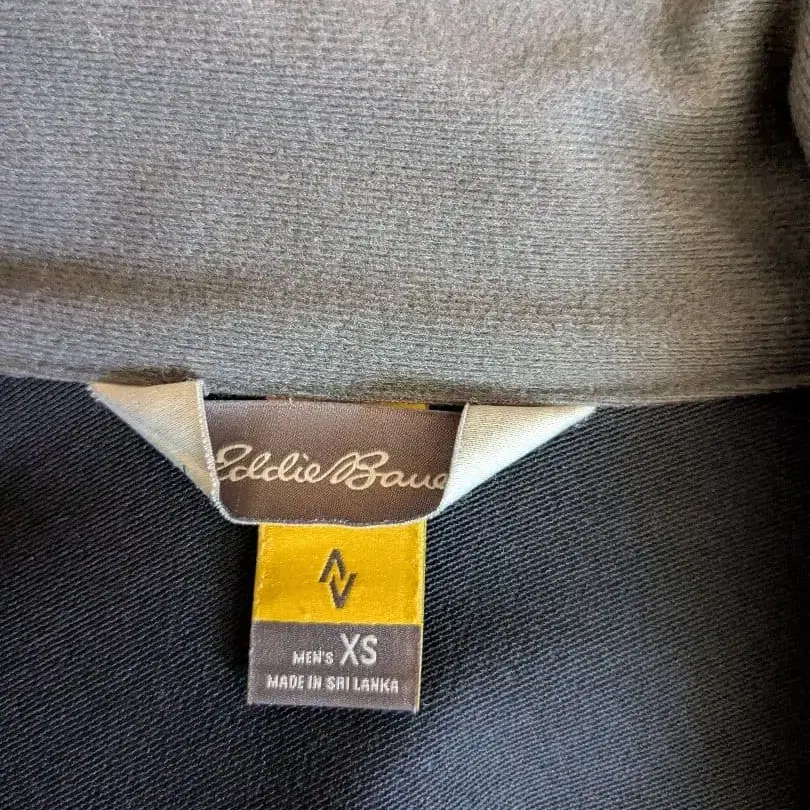 Eddie Baue
MEN'S XS
MADE IN SRI LANKA